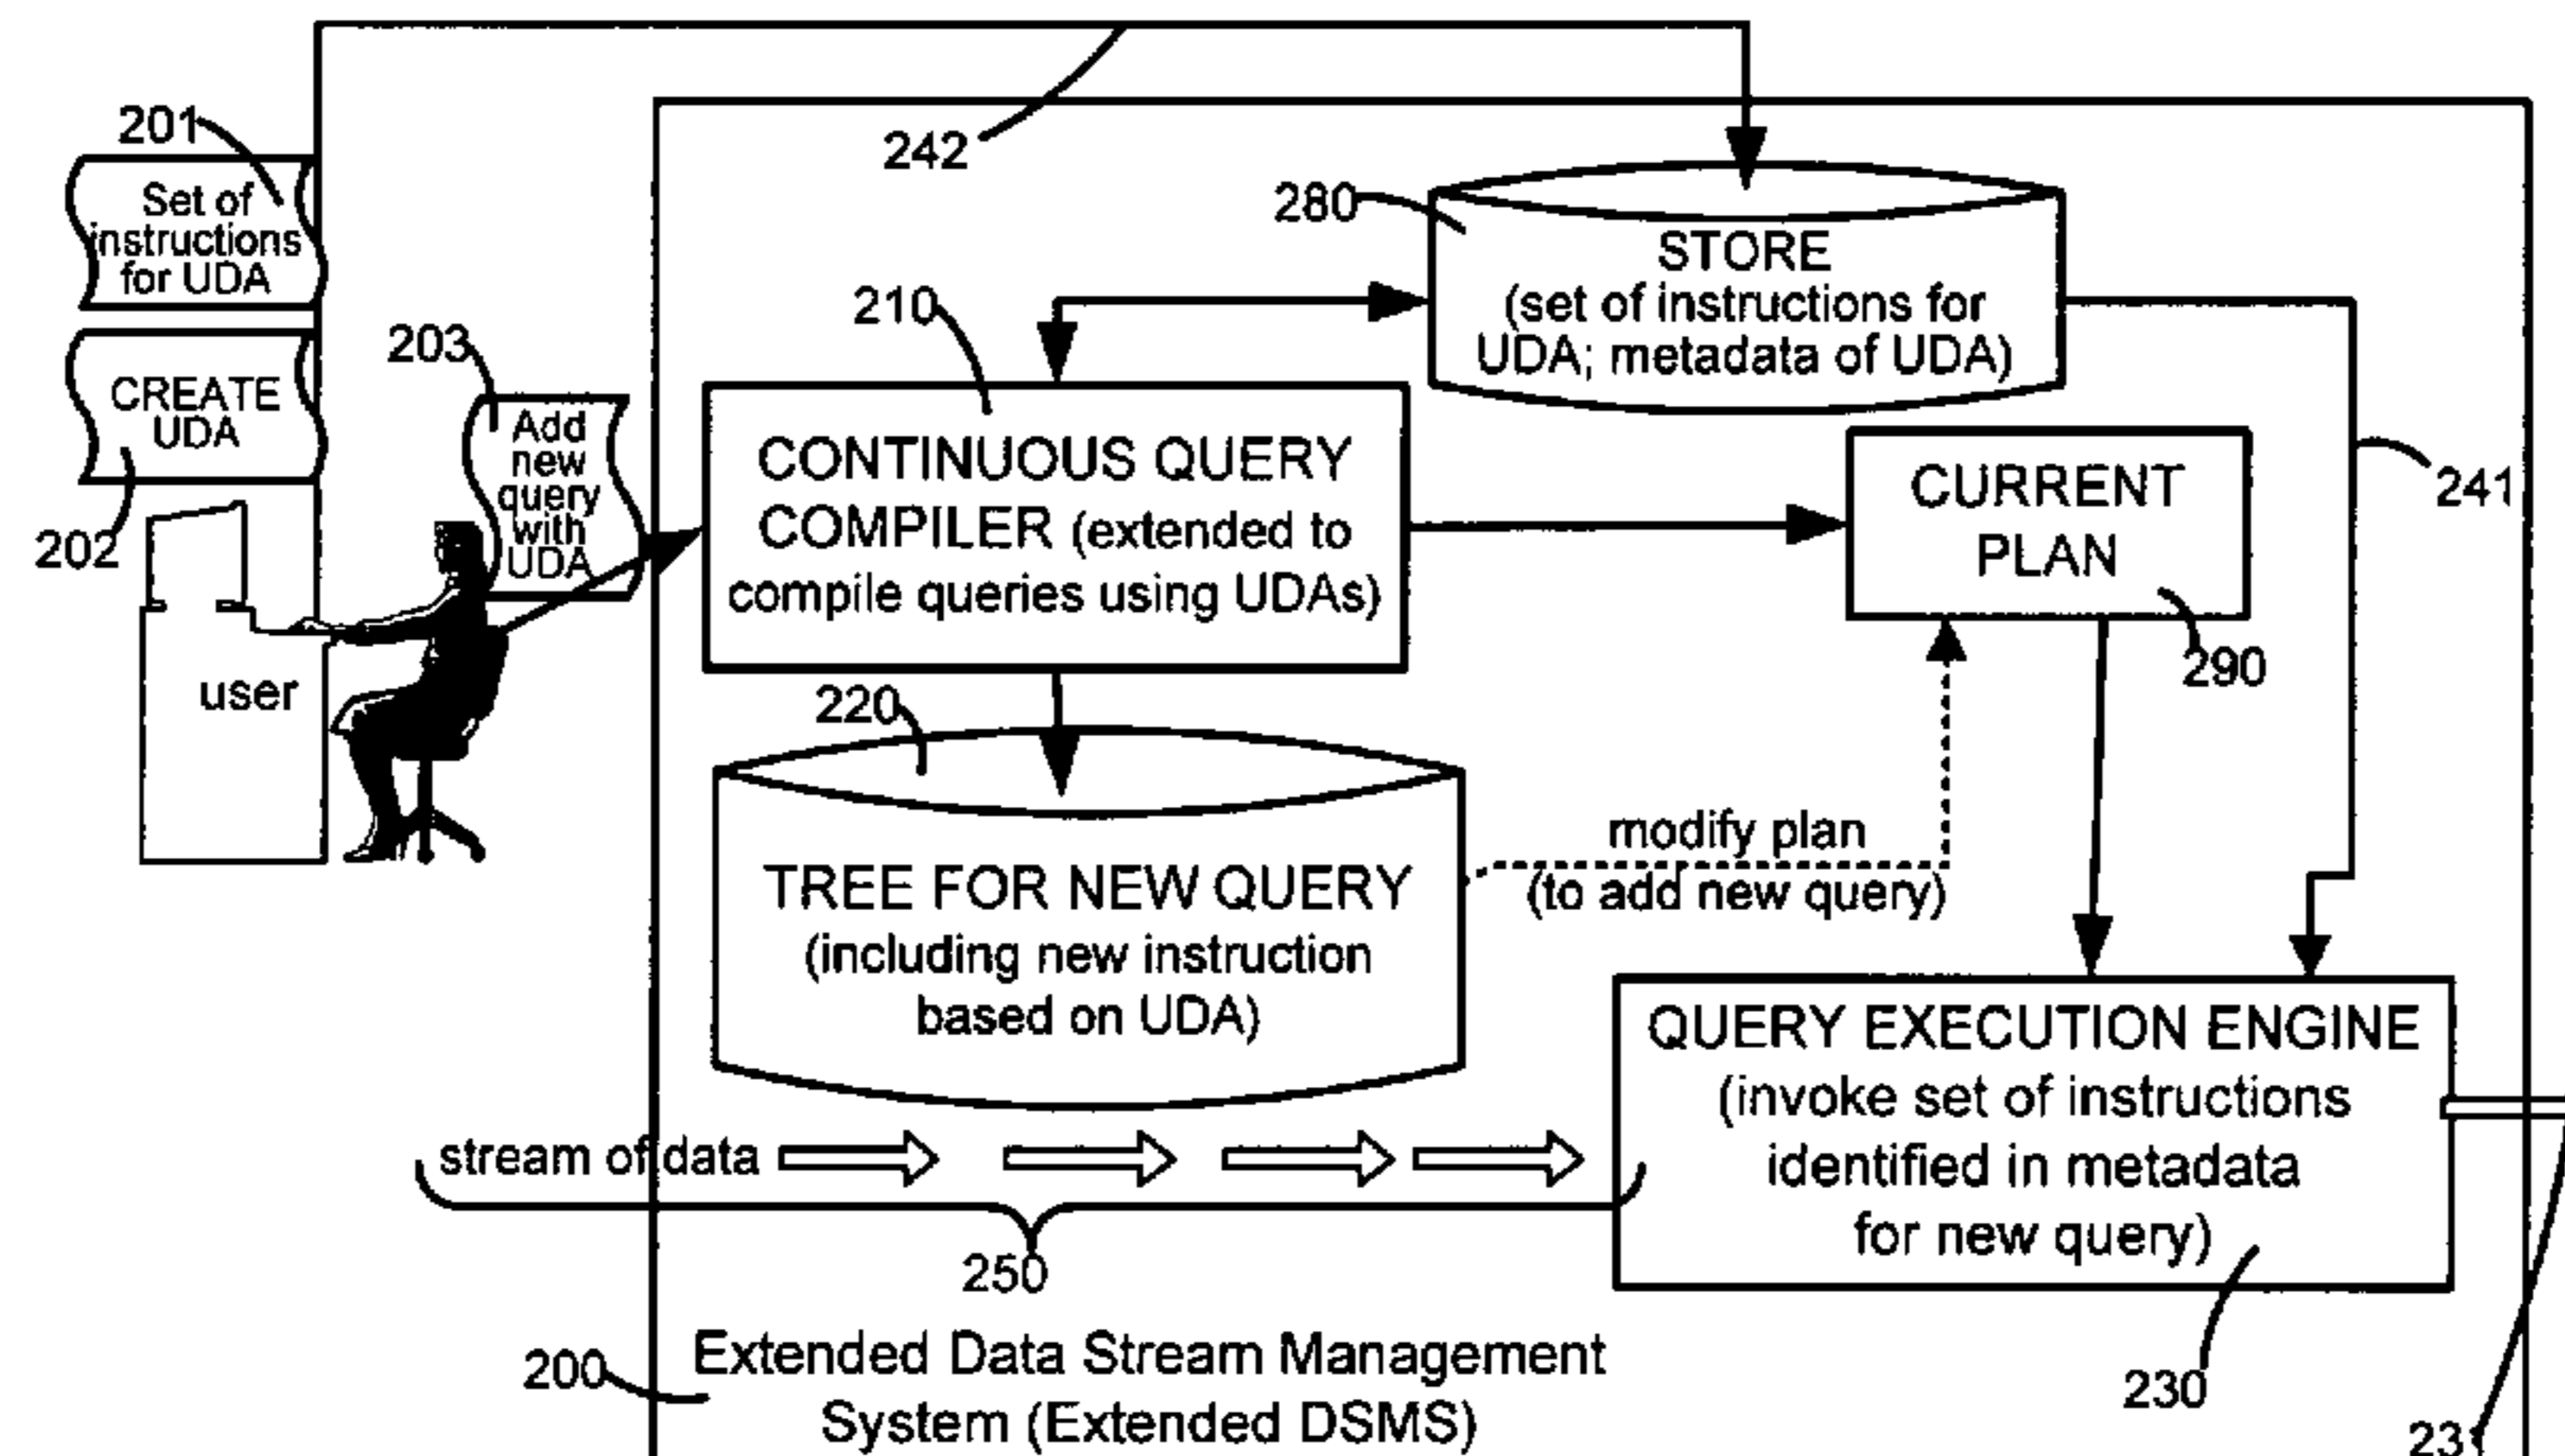 242
201
Set of
instructions
for UDA
280
STORE
(set of instructions for
UDA; metadata of UDA)
210
203
CREATE
UDA
Add
new
query
with
UDA
202
CONTINUOUS QUERY
COMPILER (extended to
compile queries using UDAs)
CURRENT
PLAN
241
290
user
220
TREE FOR NEW QUERY
(including new instruction
based on UDA)
modify plan
(to add new query)
QUERY EXECUTION ENGINE
(invoke set of instructions
identified in metadata
for new query)
stream of data
250
230
231
200
Extended Data Stream Management
System (Extended DSMS)